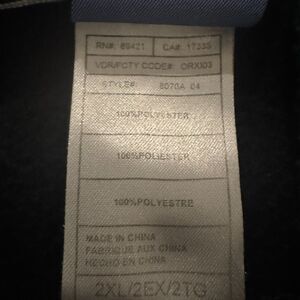 RN#: 89421 CA#: 17335
VDR/FCTY CODE#: ORXI03
STYLE#: 8070A 04
100%POLYESTER
100%POLIESTER
100%POLYESTRE
MADE IN CHINA
FABRIQUE AUX CHINA
HECHO EN CHINA
2XL/2EX/2TG